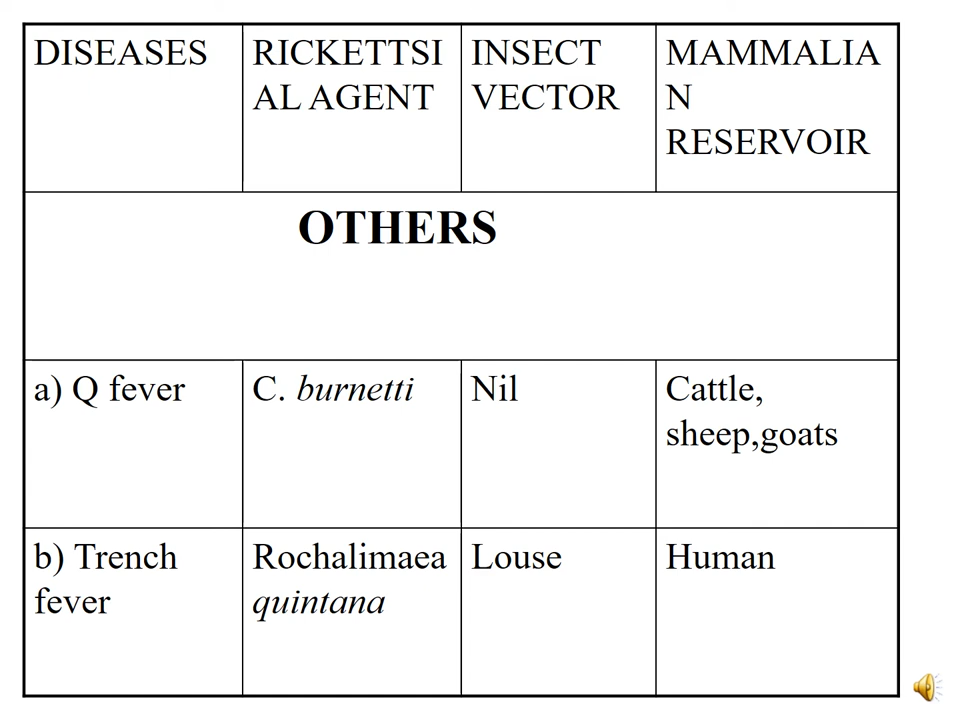 DISEASES
RICKETTSI
AL AGENT
INSECT
VECTOR
MAMMALIA
N
RESERVOIR
OTHERS
a) Q fever
C. burnetti
Nil
Cattle,
sheep,goats
b) Trench
fever
Rochalimaea
quintana
Louse
Human